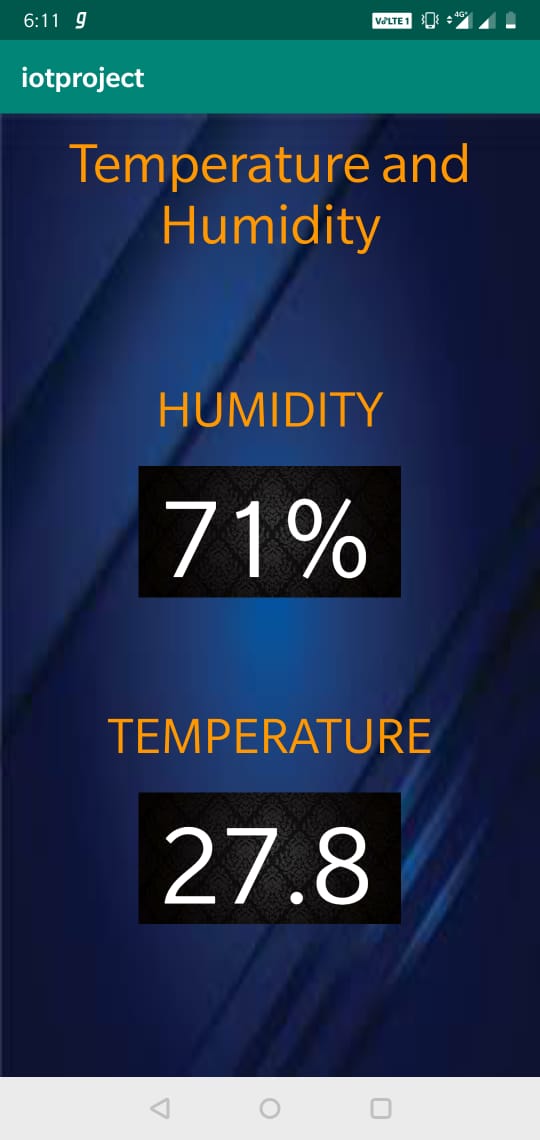 6:11 g VoLTE 1 4G+
iotproject
Temperature and
Humidity
HUMIDITY
71%
TEMPERATURE
27.8